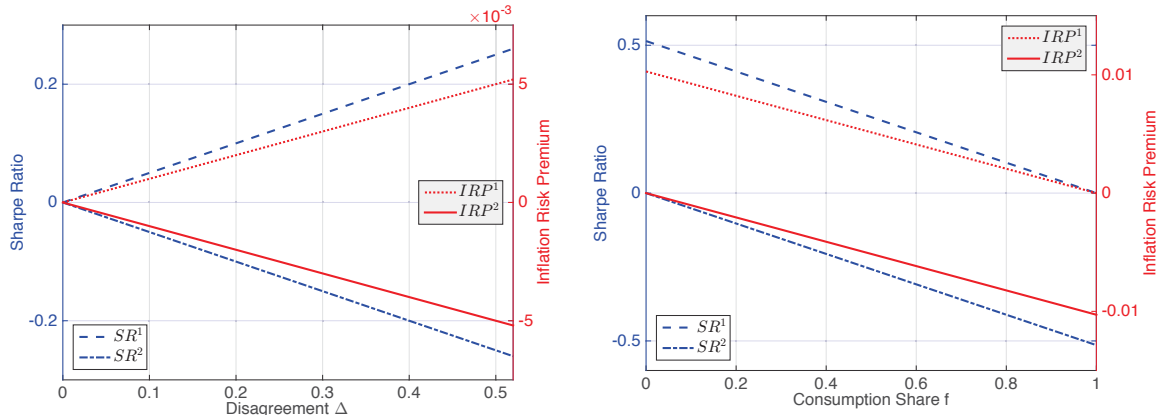 ×10⁻³
0.2
0
-0.2
Sharpe Ratio
5
0
-5
Inflation Risk Premium
IRP¹
IRP²
SR¹
SR²
0 0.1 0.2 0.3 0.4 0.5
Disagreement Δ
0.5
0
-0.5
Sharpe Ratio
0.01
0
-0.01
Inflation Risk Premium
IRP¹
IRP²
SR¹
SR²
0 0.2 0.4 0.6 0.8 1
Consumption Share f